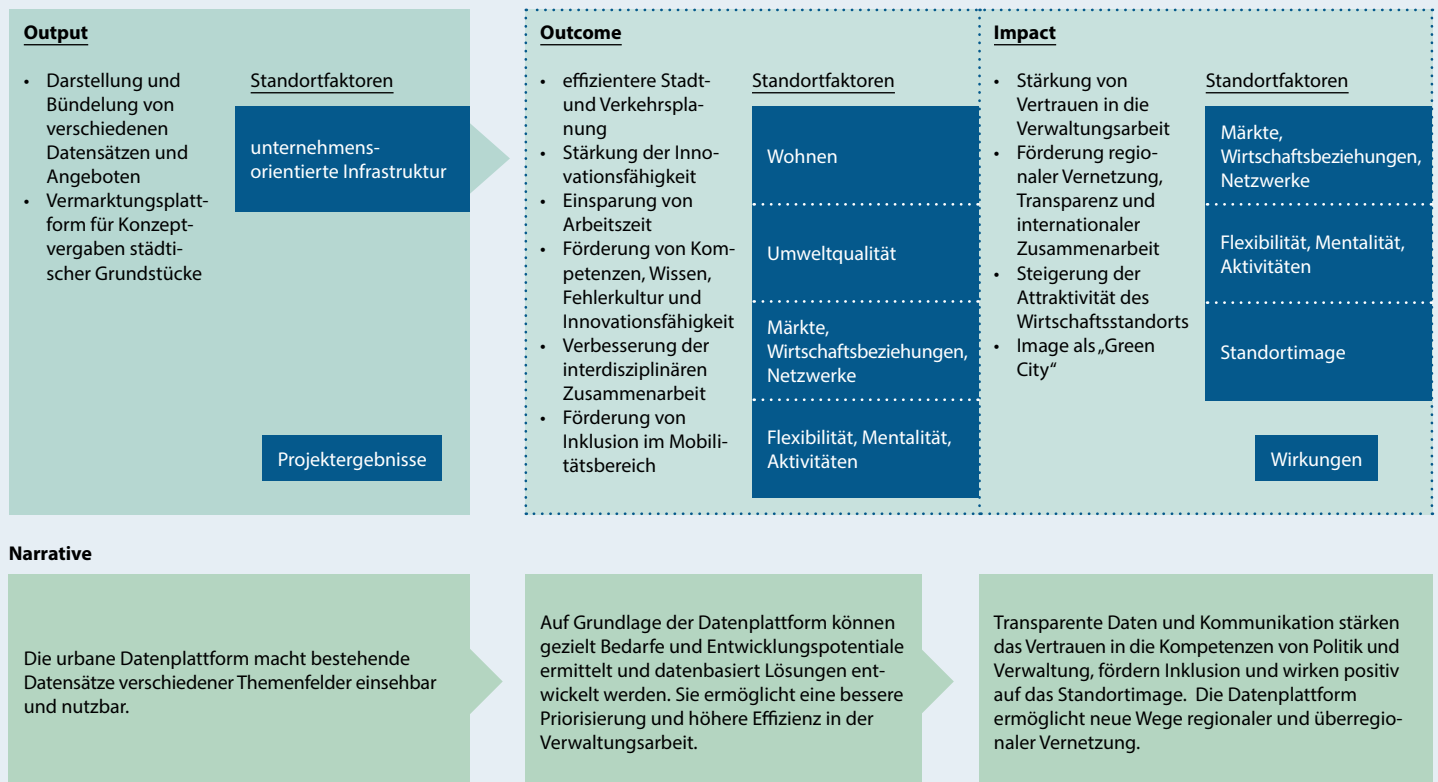 Output
• Darstellung und
Bündelung von
verschiedenen
Datensätzen und
Angeboten
• Vermarktungsplatt-
form für Konzept-
vergaben städti-
scher Grundstücke
Standortfaktoren
unternehmens-
orientierte Infrastruktur
Projektergebnisse
Outcome
• effizientere Stadt-
und Verkehrspla-
nung
• Stärkung der Inno-
vationsfähigkeit
• Einsparung von
Arbeitszeit
• Förderung von Kom-
petenzen, Wissen,
Fehlerkultur und
Innovationsfähigkeit
• Verbesserung der
interdisziplinären
Zusammenarbeit
• Förderung von
Inklusion im Mobili-
tätsbereich
Standortfaktoren
Wohnen
Umweltqualität
Märkte,
Wirtschaftsbeziehungen,
Netzwerke
Flexibilität, Mentalität,
Aktivitäten
Impact
• Stärkung von
Vertrauen in die
Verwaltungsarbeit
• Förderung regio-
naler Vernetzung,
Transparenz und
internationaler
Zusammenarbeit
• Steigerung der
Attraktivität des
Wirtschaftsstandorts
• Image als „Green
City“
Standortfaktoren
Märkte,
Wirtschaftsbeziehungen,
Netzwerke
Flexibilität, Mentalität,
Aktivitäten
Standortimage
Wirkungen
Narrative
Die urbane Datenplattform macht bestehende
Datensätze verschiedener Themenfelder einsehbar
und nutzbar.
Auf Grundlage der Datenplattform können
gezielt Bedarfe und Entwicklungspotentiale
ermittelt und datenbasiert Lösungen ent-
wickelt werden. Sie ermöglicht eine bessere
Priorisierung und höhere Effizienz in der
Verwaltungsarbeit.
Transparente Daten und Kommunikation stärken
das Vertrauen in die Kompetenzen von Politik und
Verwaltung, fördern Inklusion und wirken positiv
auf das Standortimage. Die Datenplattform
ermöglicht neue Wege regionaler und überregio-
naler Vernetzung.